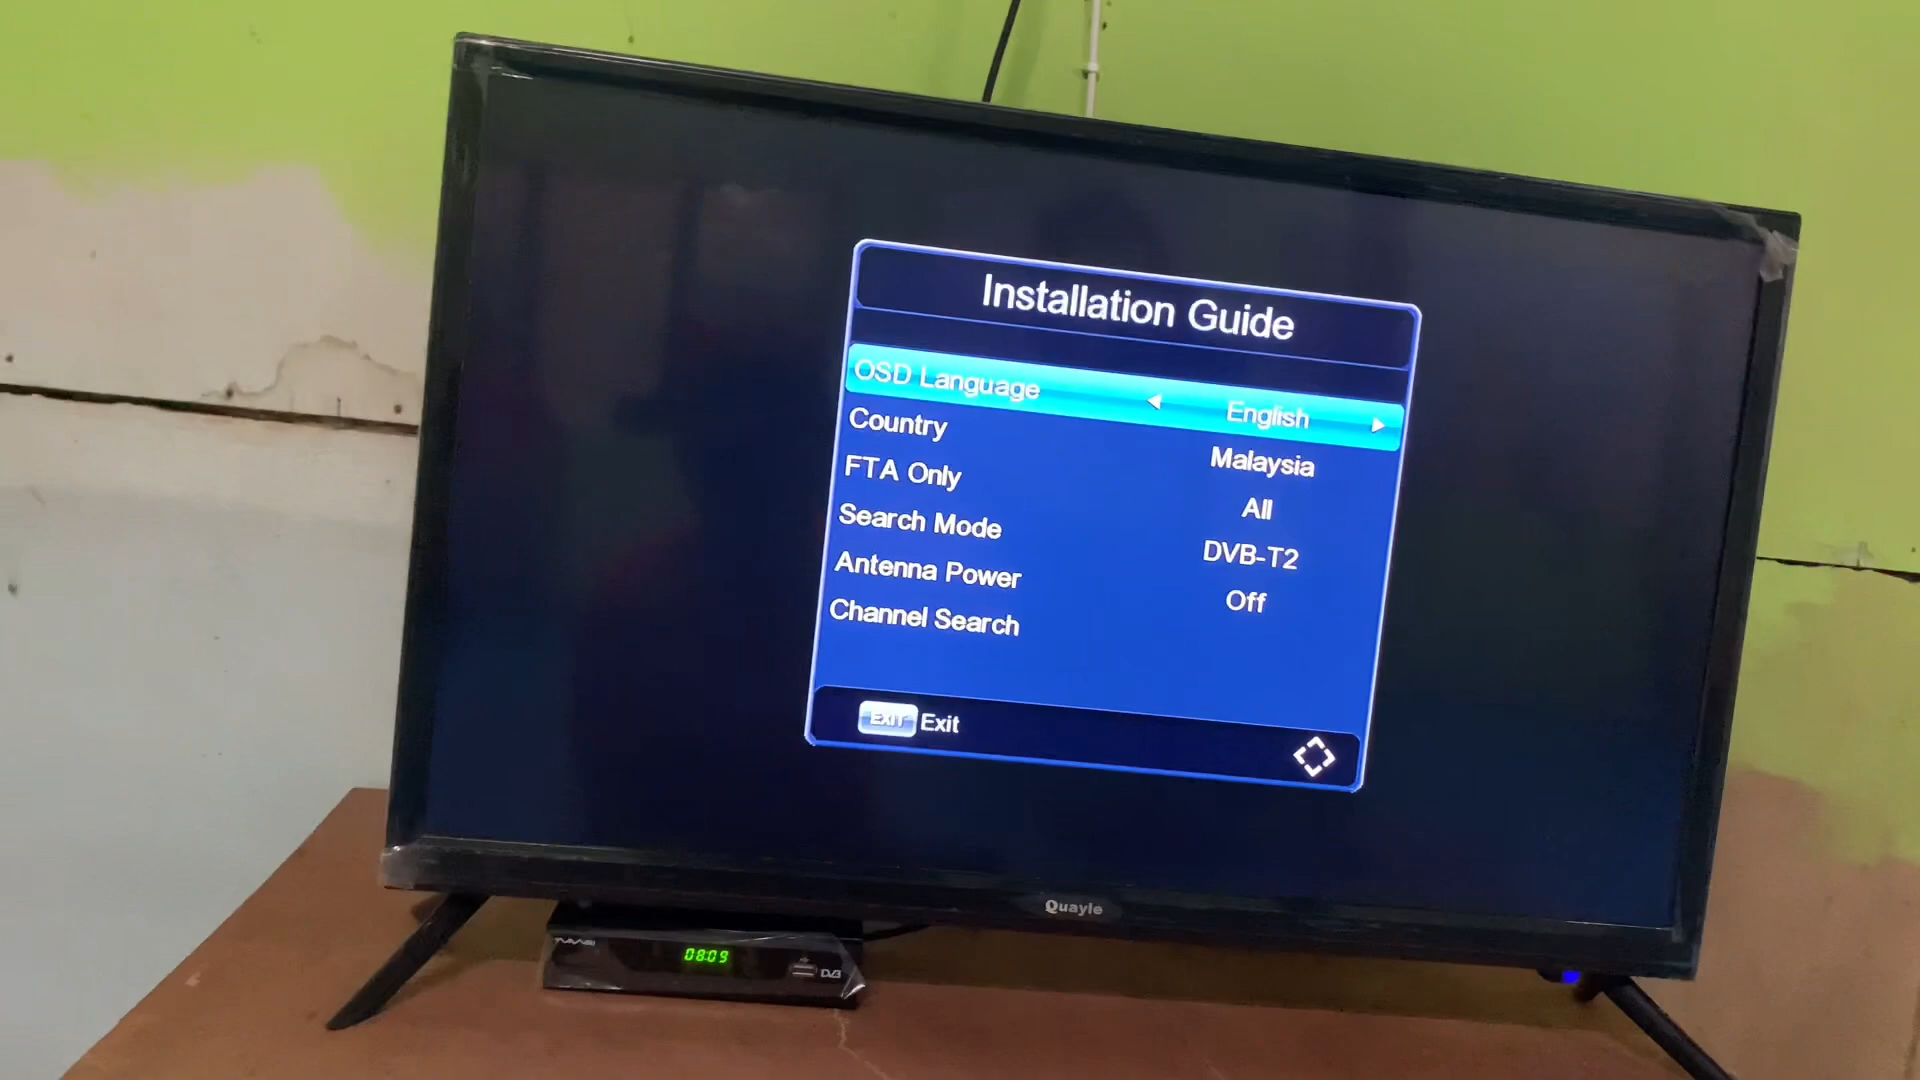 Installation Guide
OSD Language English
Country Malaysia
FTA Only All
Search Mode DVB-T2
Antenna Power Off
Channel Search
EXIT Exit
Quayle
08:09
DVB